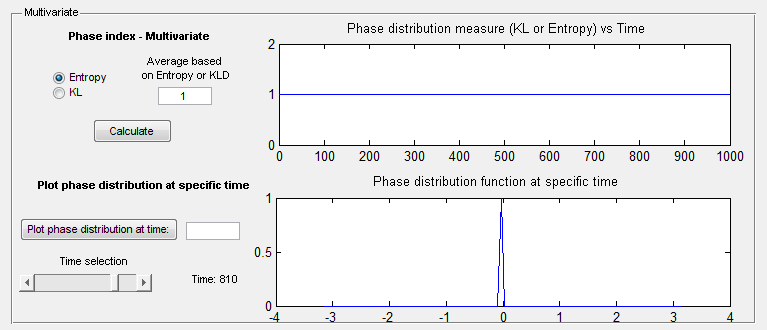 Multivariate
Phase index - Multivariate
Average based
on Entropy or KLD
Entropy
KL
1
Calculate
Phase distribution measure (KL or Entropy) vs Time
2
1
0
0 100 200 300 400 500 600 700 800 900 1000
Plot phase distribution at specific time
Plot phase distribution at time:
Time selection
Time: 810
Phase distribution function at specific time
1
0.5
0
-4 -3 -2 -1 0 1 2 3 4